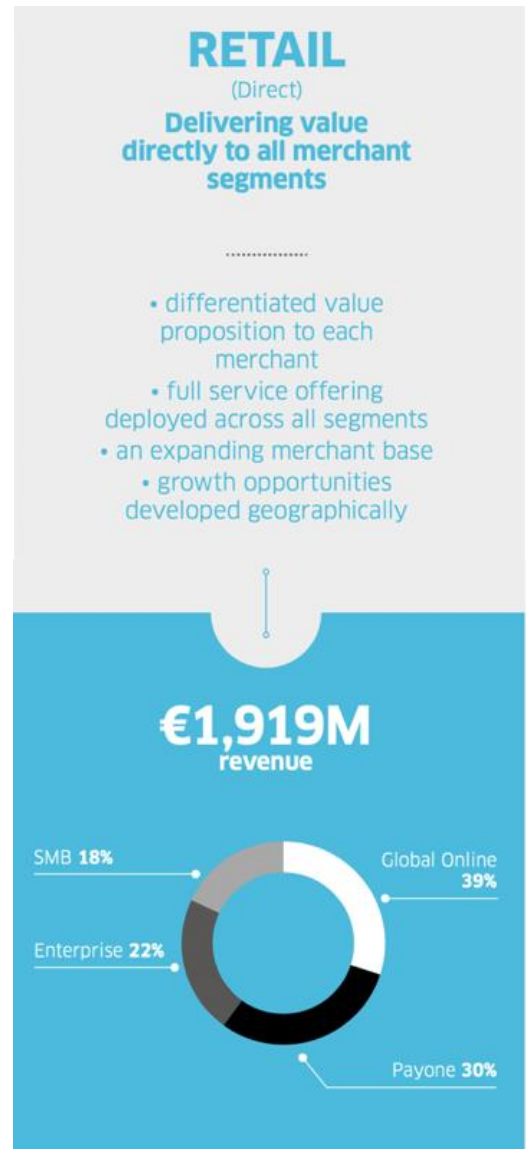 RETAIL
(Direct)
Delivering value
directly to all merchant
segments
• differentiated value
proposition to each
merchant
• full service offering
deployed across all segments
• an expanding merchant base
• growth opportunities
developed geographically
€1,919M
revenue
SMB 18%
Global Online
39%
Enterprise 22%
Payone 30%